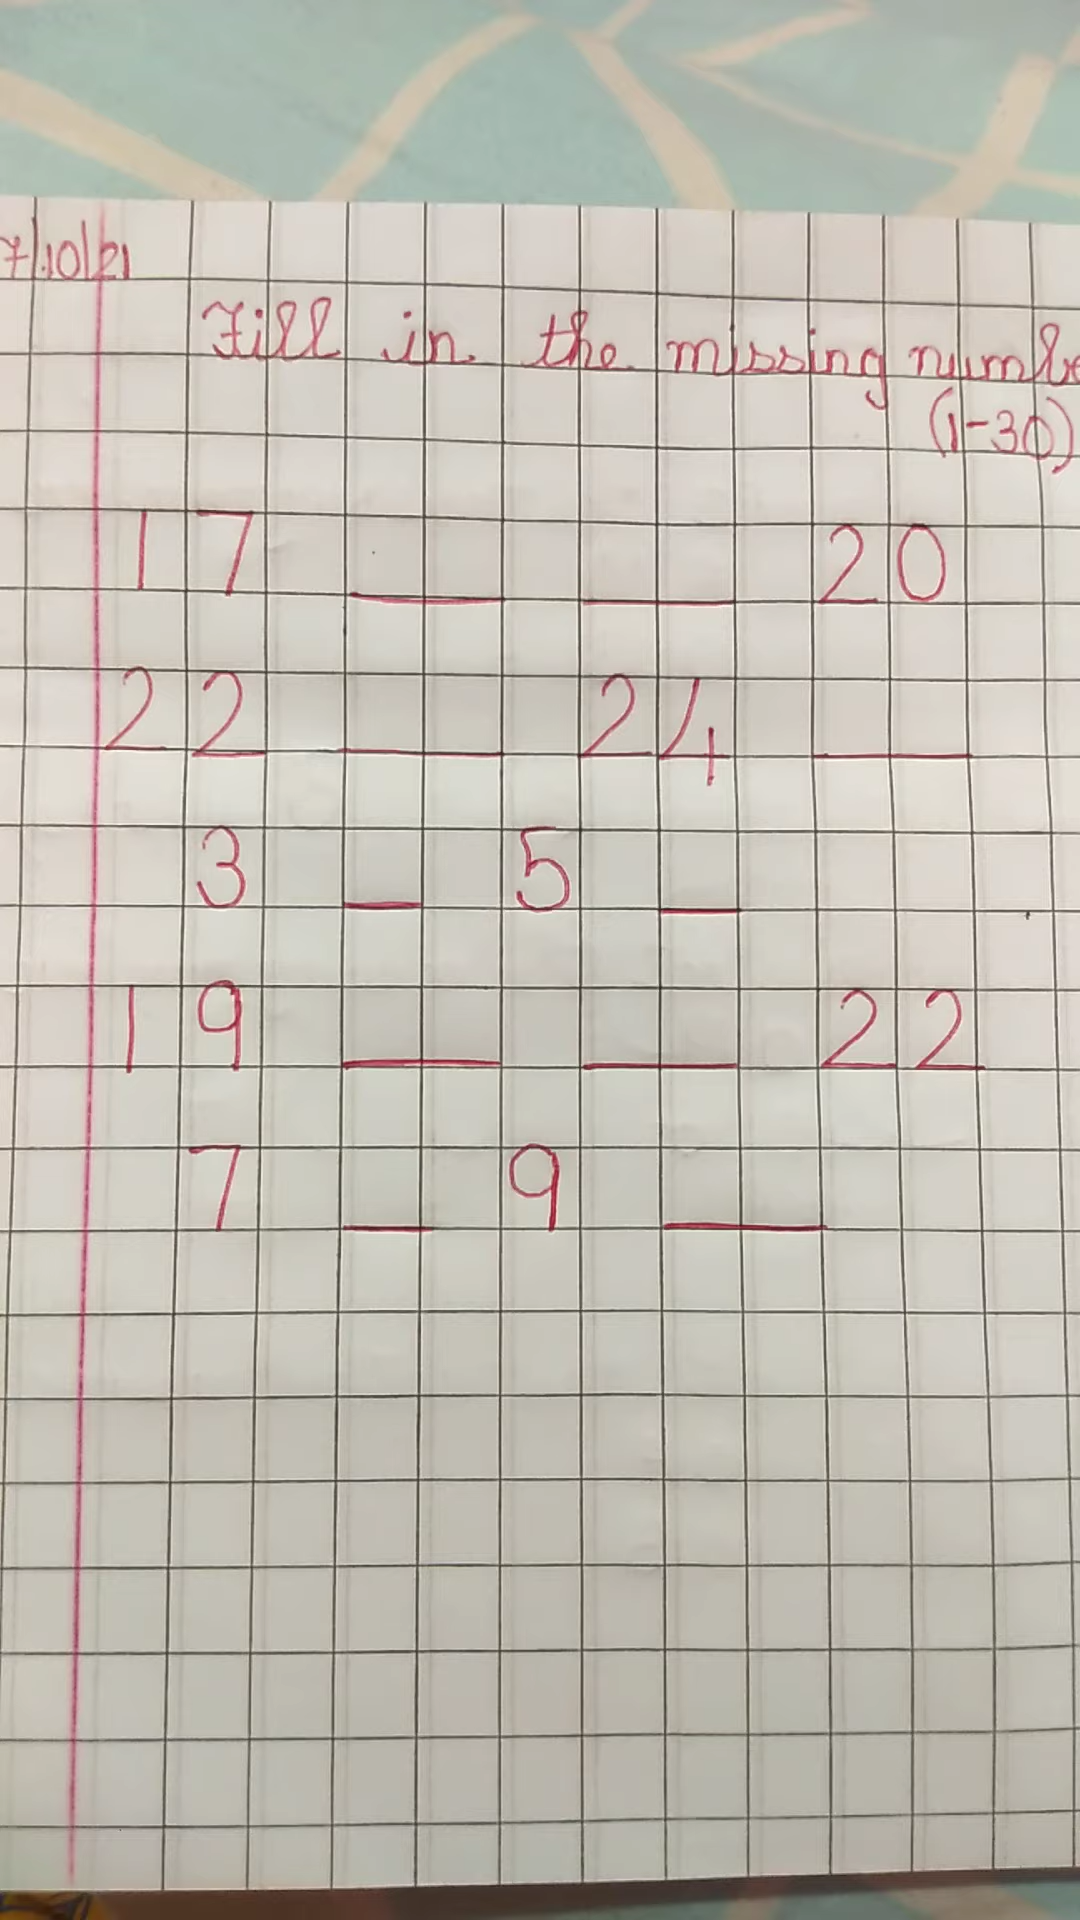 7/10/21
Fill in the missing numbe
(1-30)
17 __ __ 20
22 __ 24 __
3 _ 5 _
19 __ __ 22
7 _ 9 __